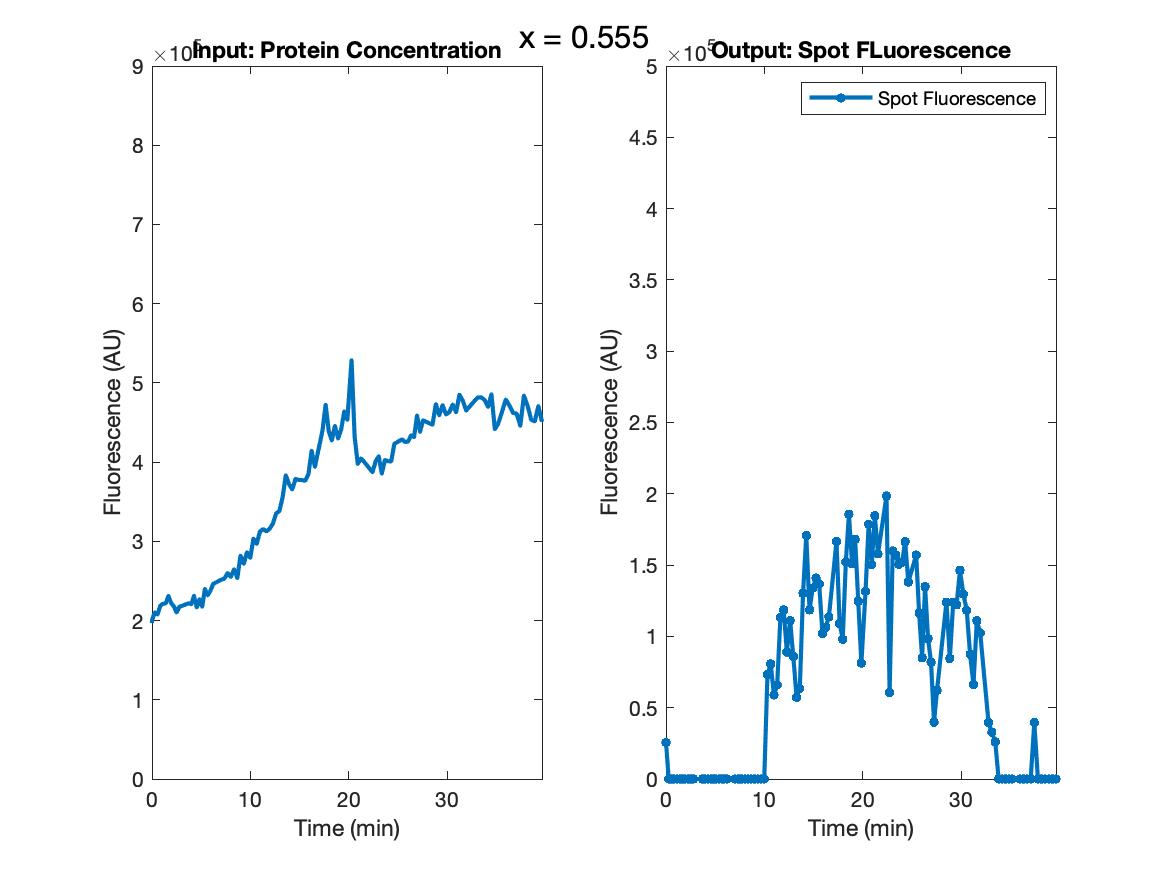 x = 0.555
×10⁵
Input: Protein Concentration
9
8
7
6
5
4
3
2
1
0
0 10 20 30
Fluorescence (AU)
Time (min)
×10⁵
Output: Spot FLuorescence
Spot Fluorescence
5
4.5
4
3.5
3
2.5
2
1.5
1
0.5
0
0 10 20 30
Fluorescence (AU)
Time (min)